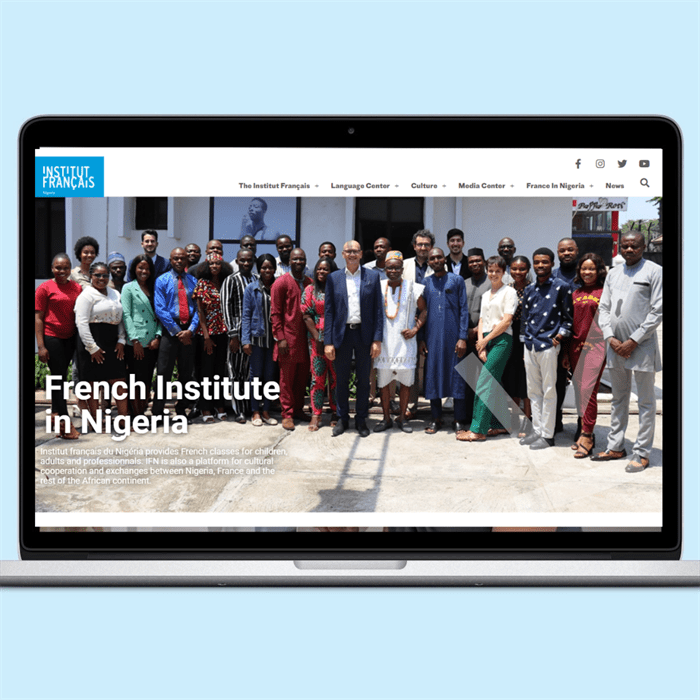 INSTITUT
FRANÇAIS
Nigeria
The Institut Français
Language Center
Culture
Media Center
France In Nigeria
News
French Institute
in Nigeria
Institut français du Nigéria provides French classes for children,
adults and professionnals. IFN is also a platform for cultural
cooperation and exchanges between Nigeria, France and the
rest of the African continent.